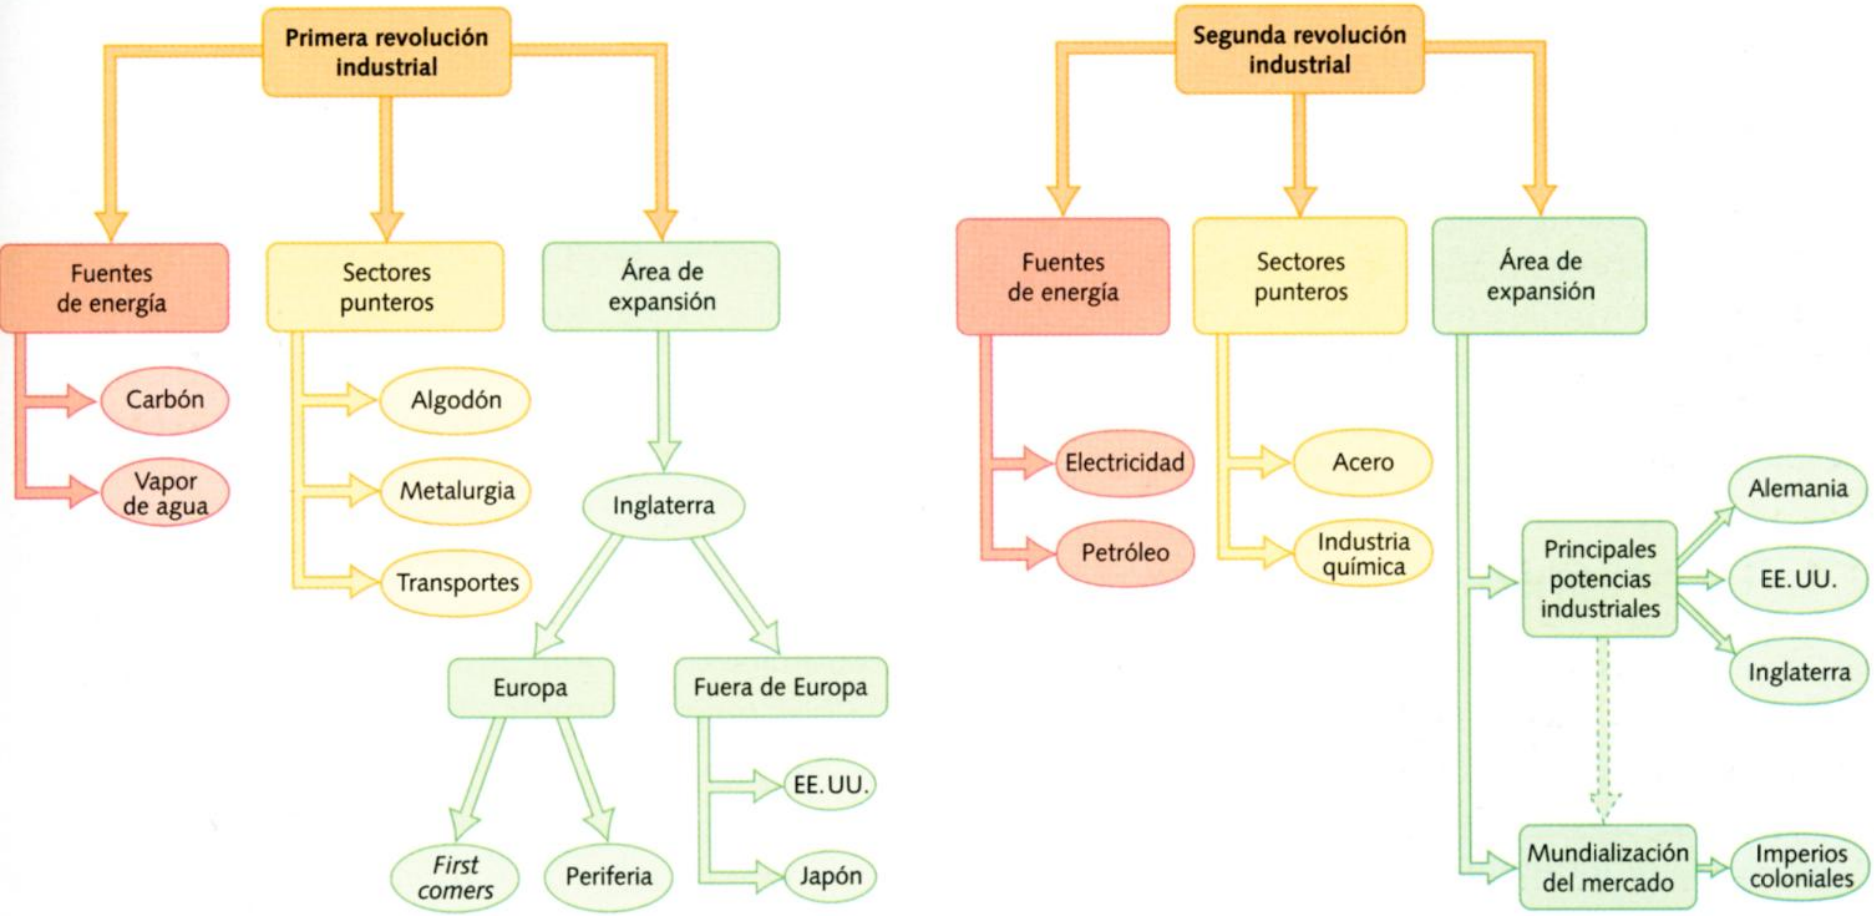 Primera revolución
industrial
Fuentes
de energía
Carbón
Vapor
de agua
Sectores
punteros
Algodón
Metalurgia
Transportes
Área de
expansión
Inglaterra
Europa
First
comers
Periferia
Fuera de Europa
EE. UU.
Japón
Segunda revolución
industrial
Fuentes
de energía
Electricidad
Petróleo
Sectores
punteros
Acero
Industria
química
Área de
expansión
Principales
potencias
industriales
Alemania
EE. UU.
Inglaterra
Mundialización
del mercado
Imperios
coloniales